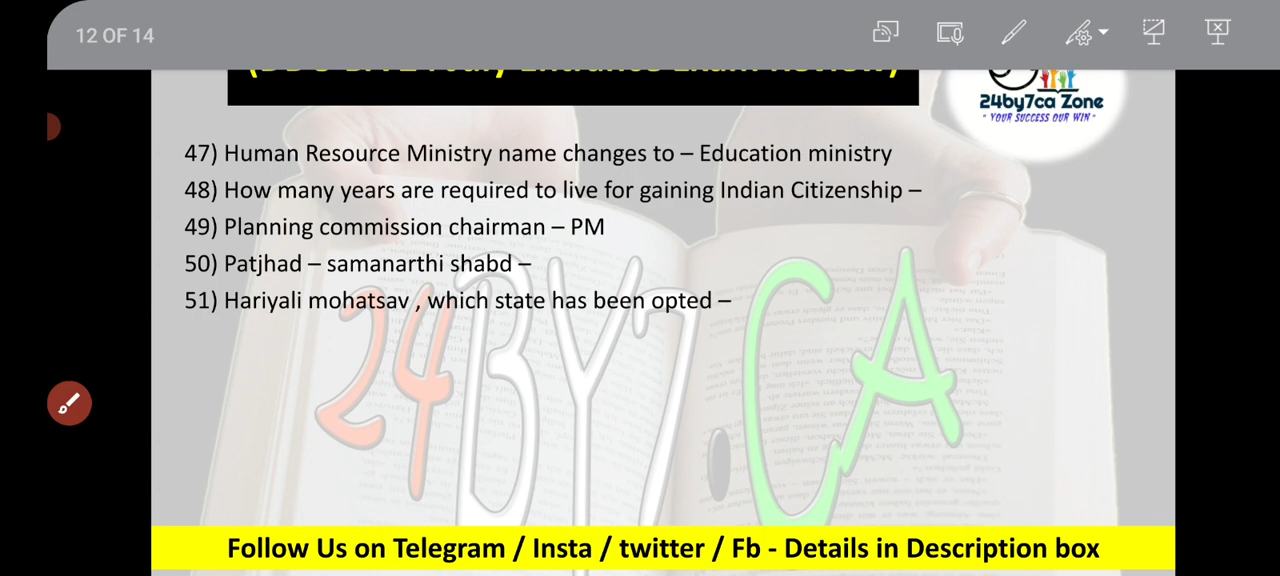 12 OF 14
24by7ca Zone
" YOUR SUCCESS OUR WIN "
47) Human Resource Ministry name changes to – Education ministry
48) How many years are required to live for gaining Indian Citizenship –
49) Planning commission chairman – PM
50) Patjhad – samanarthi shabd –
51) Hariyali mohatsav , which state has been opted –
24BY7.CA
Follow Us on Telegram / Insta / twitter / Fb - Details in Description box